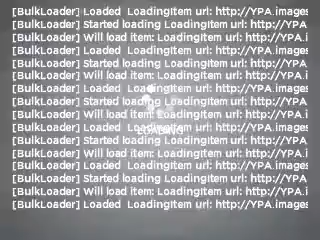 [BulkLoader] Loaded LoadingItem url: http://YPA.images
[BulkLoader] Started loading LoadingItem url: http://YPA
[BulkLoader] Will load item: LoadingItem url: http://YPA.i
[BulkLoader] Loaded LoadingItem url: http://YPA.images
[BulkLoader] Started loading LoadingItem url: http://YPA
[BulkLoader] Will load item: LoadingItem url: http://YPA.i
[BulkLoader] Loaded LoadingItem url: http://YPA.images
[BulkLoader] Started loading LoadingItem url: http://YPA
[BulkLoader] Will load item: LoadingItem url: http://YPA.i
[BulkLoader] Loaded LoadingItem url: http://YPA.images
LOADING
[BulkLoader] Started loading LoadingItem url: http://YPA
[BulkLoader] Will load item: LoadingItem url: http://YPA.i
[BulkLoader] Loaded LoadingItem url: http://YPA.images
[BulkLoader] Started loading LoadingItem url: http://YPA
[BulkLoader] Will load item: LoadingItem url: http://YPA.i
[BulkLoader] Loaded LoadingItem url: http://YPA.images